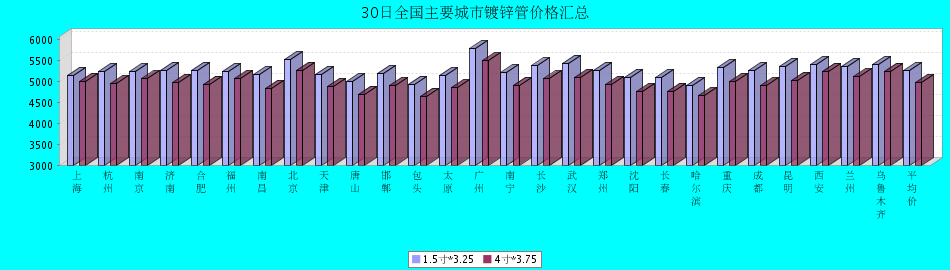 30日全国主要城市镀锌管价格汇总
6000
5500
5000
4500
4000
3500
3000
上海
杭州
南京
济南
合肥
福州
南昌
北京
天津
唐山
邯郸
包头
太原
广州
南宁
长沙
武汉
郑州
沈阳
长春
哈尔滨
重庆
成都
昆明
西安
兰州
乌鲁木齐
平均价
1.5寸*3.25
4寸*3.75